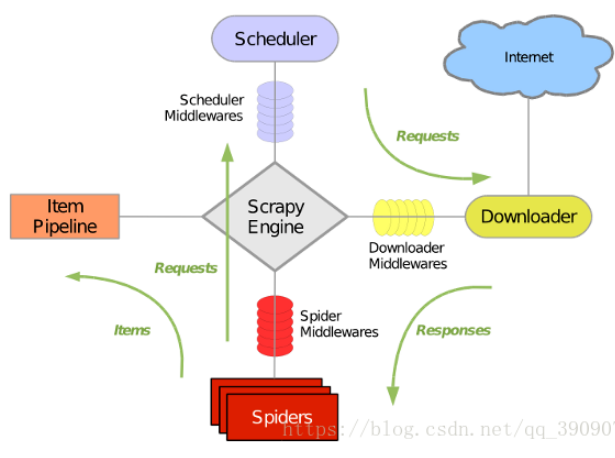 Scheduler
Internet
Scheduler
Middlewares
Requests
Item
Pipeline
Scrapy
Engine
Downloader
Downloader
Middlewares
Requests
Items
Spider
Middlewares
Responses
Spiders
https://blog.csdn.net/qq_39090